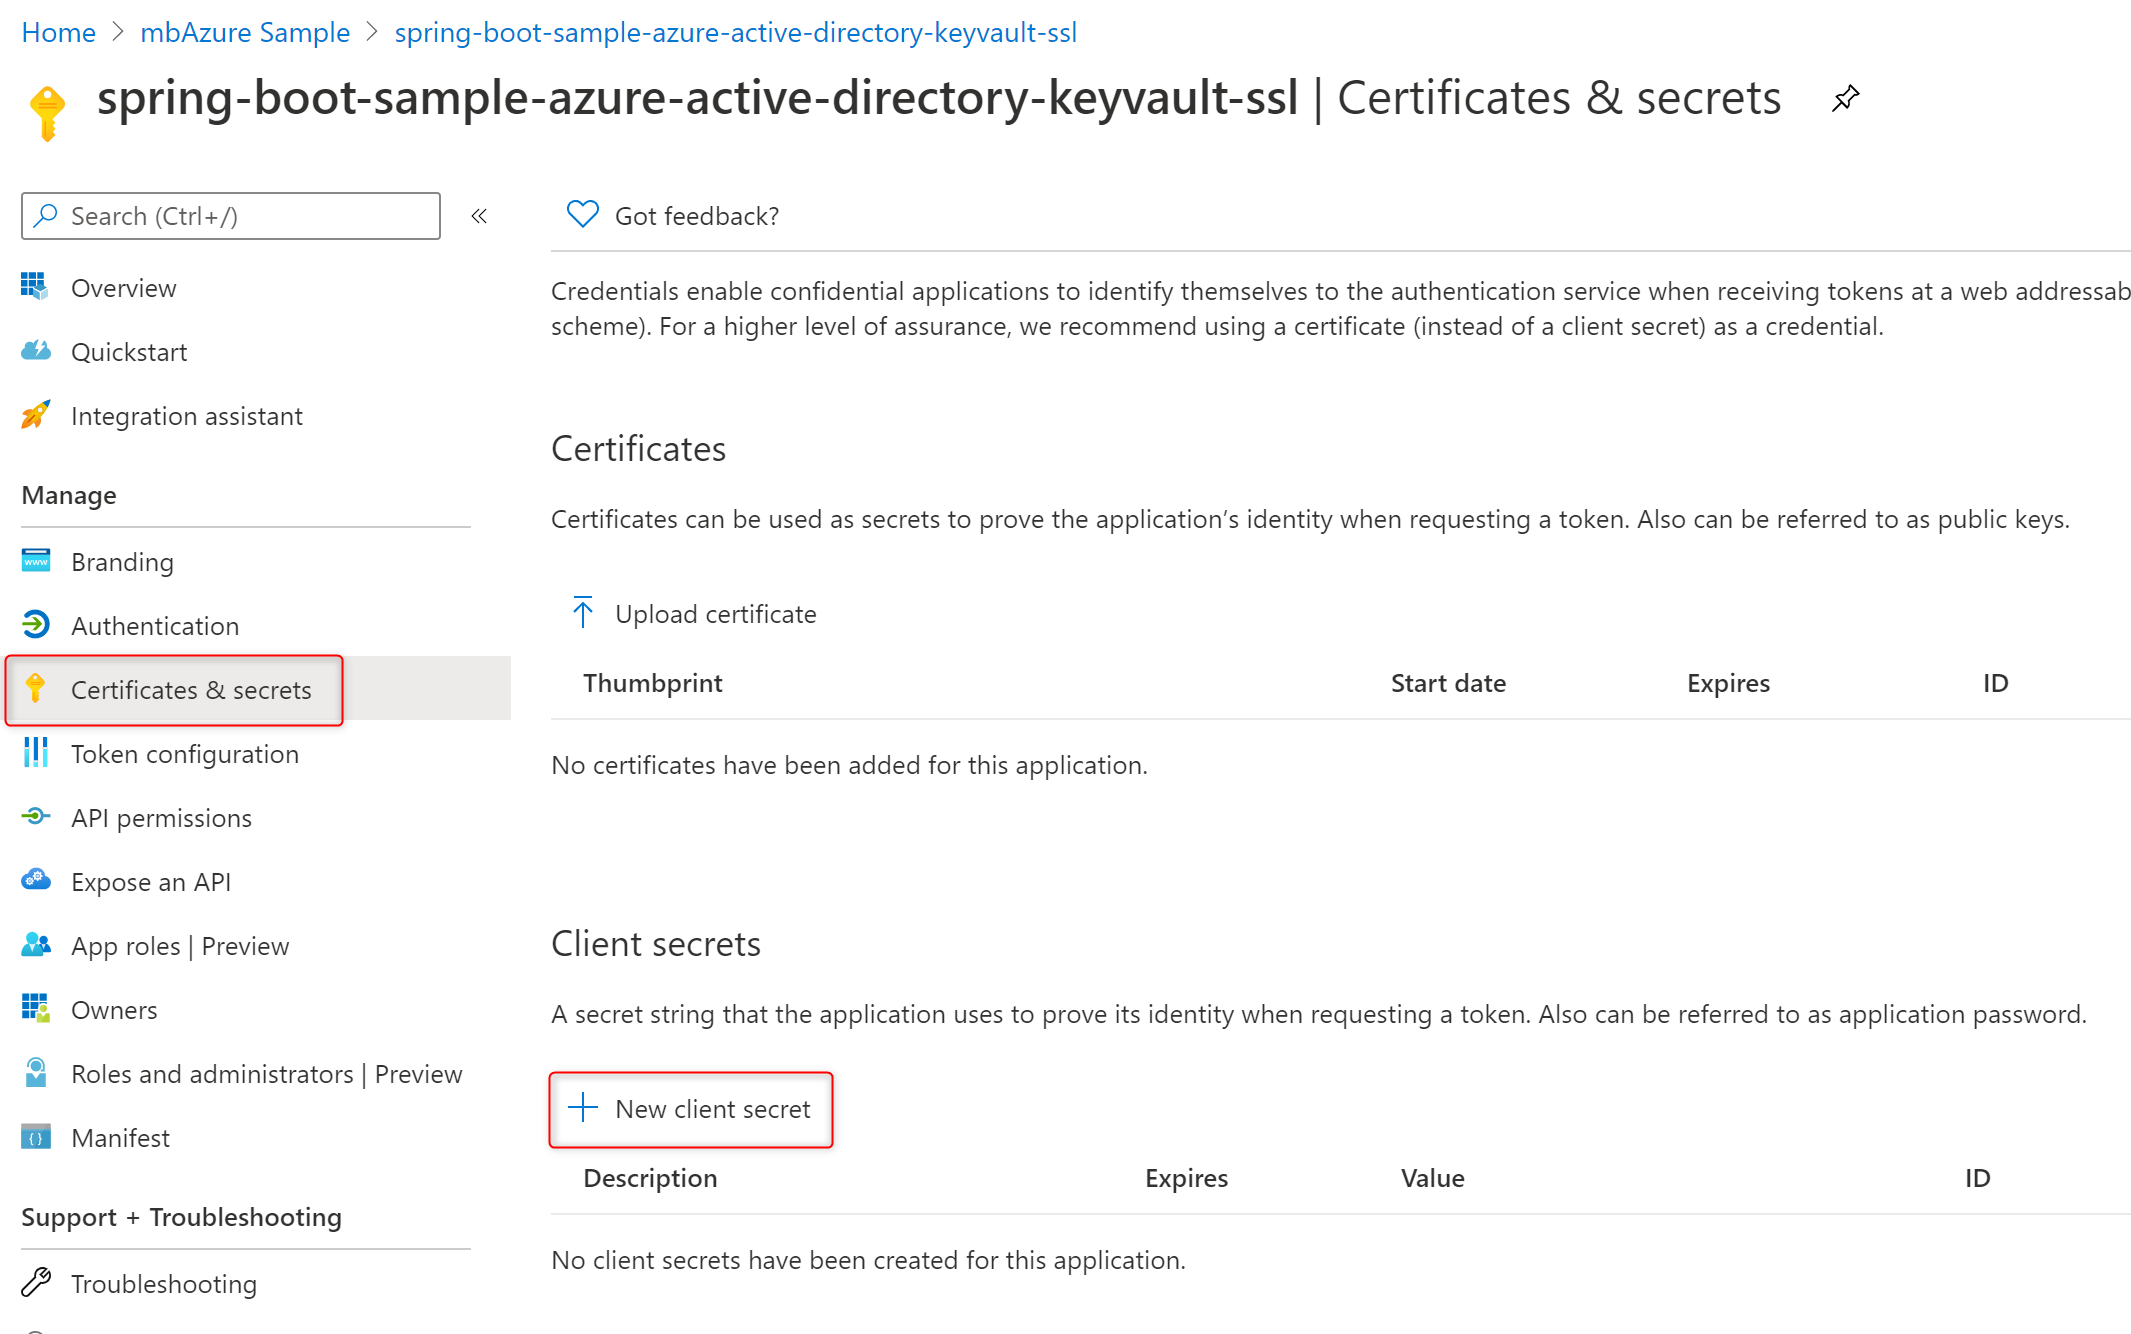 Home > mbAzure Sample > spring-boot-sample-azure-active-directory-keyvault-ssl
spring-boot-sample-azure-active-directory-keyvault-ssl | Certificates & secrets
Search (Ctrl+/)
«
Overview
Quickstart
Integration assistant
Manage
Branding
Authentication
Certificates & secrets
Token configuration
API permissions
Expose an API
App roles | Preview
Owners
Roles and administrators | Preview
Manifest
Support + Troubleshooting
Troubleshooting
Got feedback?
Credentials enable confidential applications to identify themselves to the authentication service when receiving tokens at a web addressab
scheme). For a higher level of assurance, we recommend using a certificate (instead of a client secret) as a credential.
Certificates
Certificates can be used as secrets to prove the application’s identity when requesting a token. Also can be referred to as public keys.
Upload certificate
Thumbprint Start date Expires ID
No certificates have been added for this application.
Client secrets
A secret string that the application uses to prove its identity when requesting a token. Also can be referred to as application password.
New client secret
Description Expires Value ID
No client secrets have been created for this application.